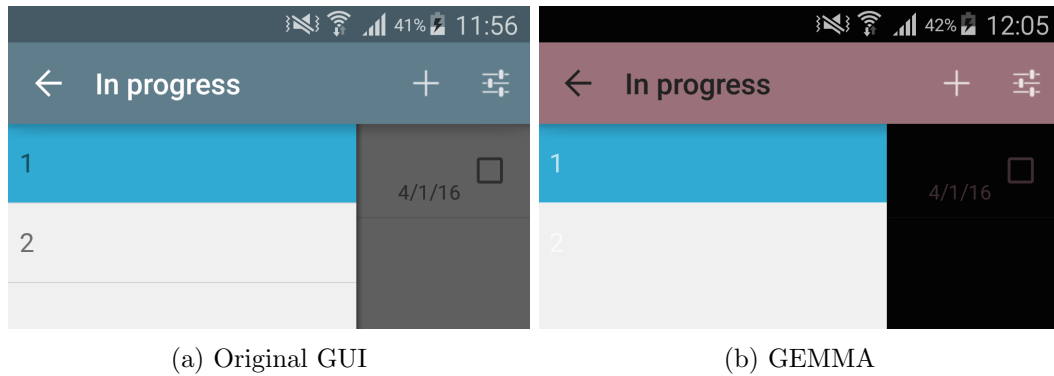 41% 11:56
In progress
1
4/1/16
2
42% 12:05
In progress
1
4/1/16
2
(a) Original GUI
(b) GEMMA